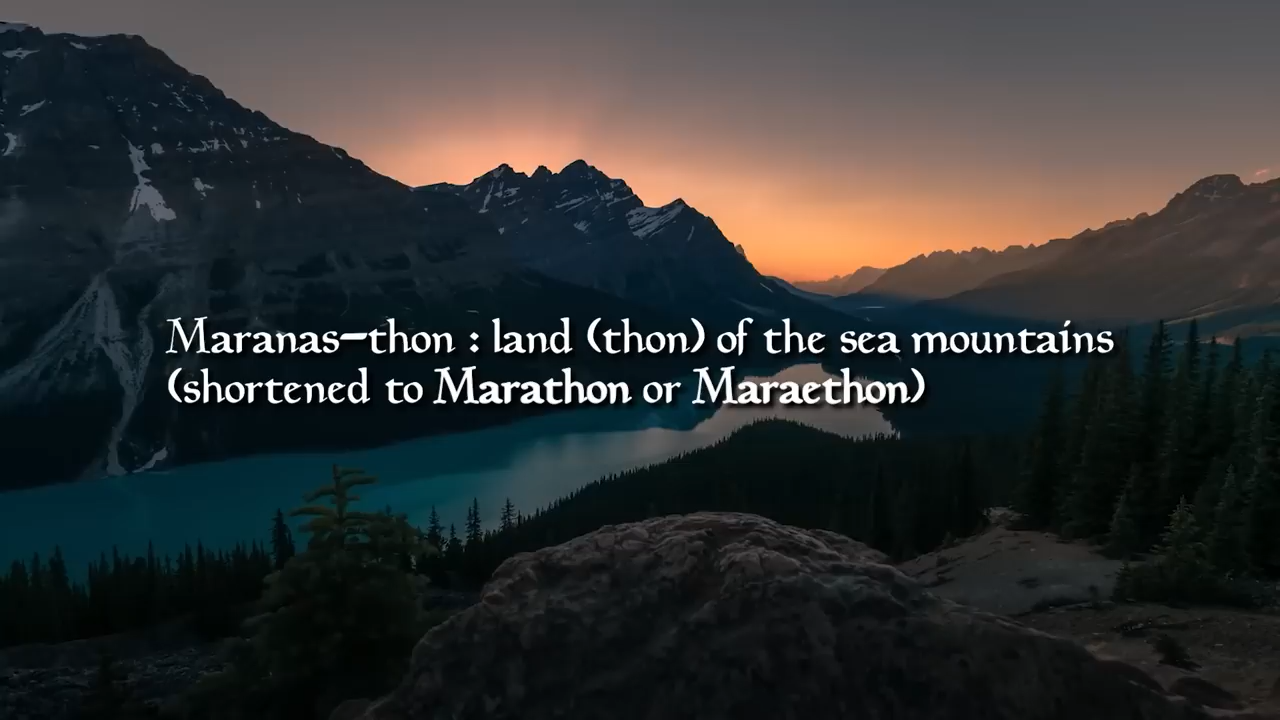 Maranas-thon : land (thon) of the sea mountains
(shortened to Marathon or Maraethon)